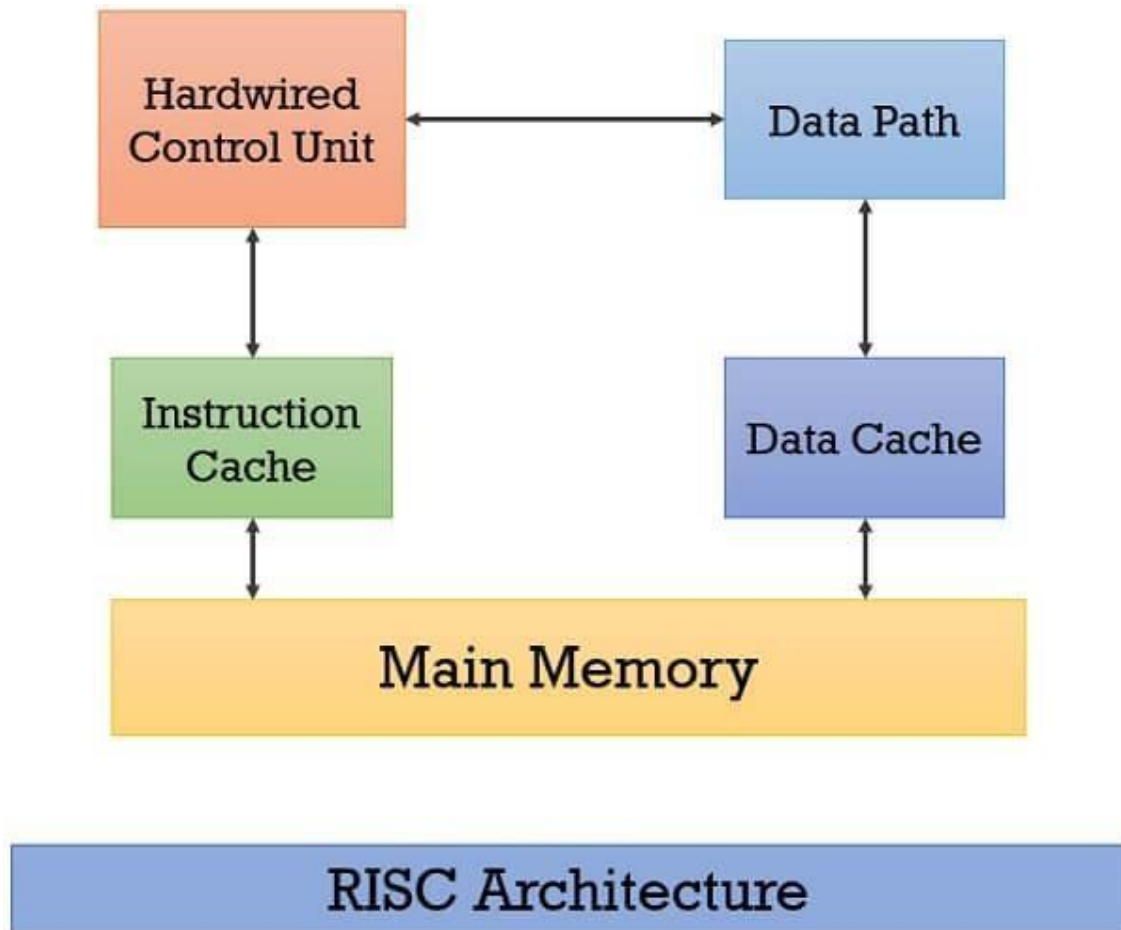 Hardwired
Control Unit
Data Path
Instruction
Cache
Data Cache
Main Memory
RISC Architecture